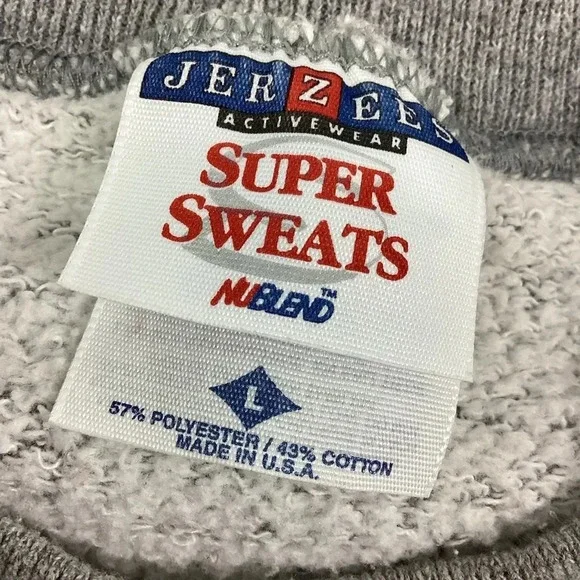 JERZEES
ACTIVEWEAR
SUPER
SWEATS
NUBLEND™
L
57% POLYESTER / 43% COTTON
MADE IN U.S.A.